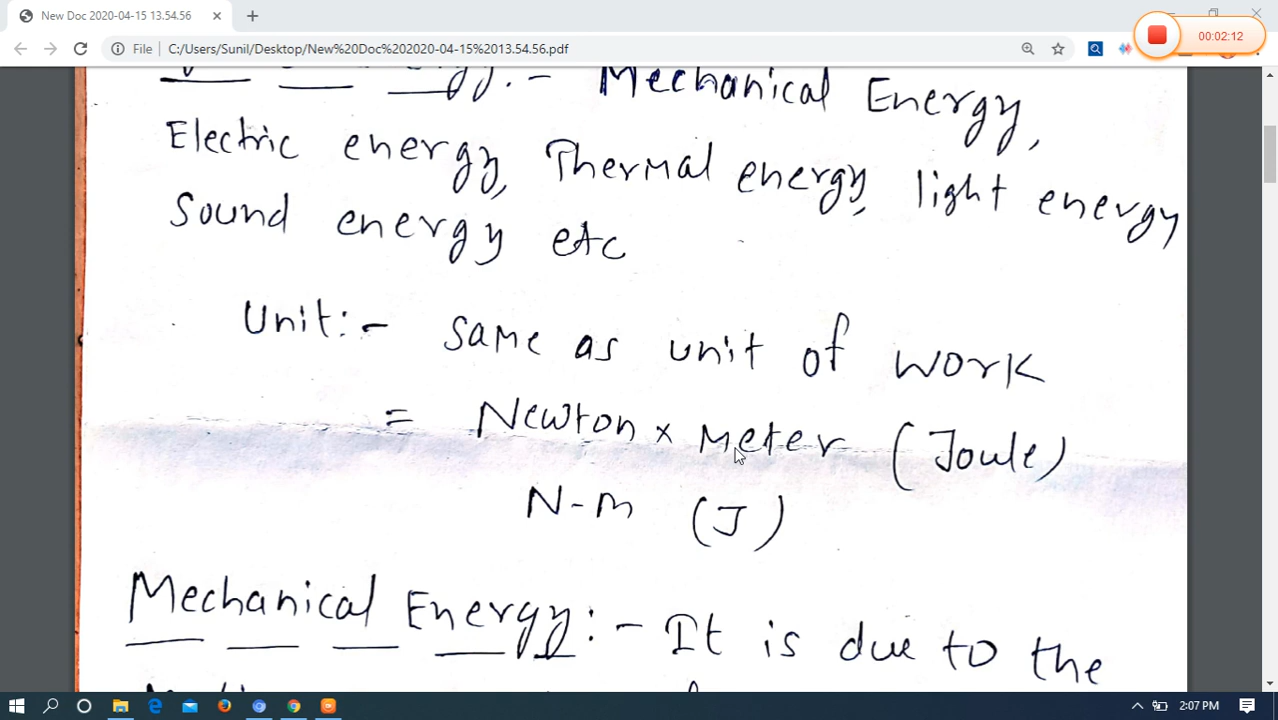 New Doc 2020-04-15 13.54.56
00:02:12
File C:/Users/Sunil/Desktop/New%20Doc%202020-04-15%2013.54.56.pdf
Energy:- Mechanical Energy,
Electric energy, Thermal energy, light energy
Sound energy etc
Unit:- Same as unit of work
= Newton x Meter (Joule)
N-m (J)
Mechanical Energy:- It is due to the
2:07 PM